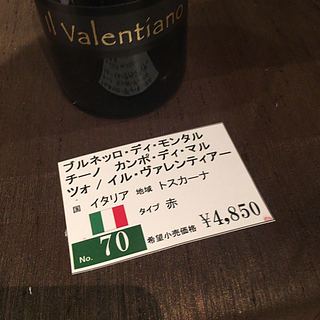 Il Valentiano
ブルネッロ・ディ・モンタル
チーノ カンポ・ディ・マル
ツォ / イル・ヴァレンティアー
国 イタリア 地域 トスカーナ
タイプ 赤
No. 70 希望小売価格 ¥4,850